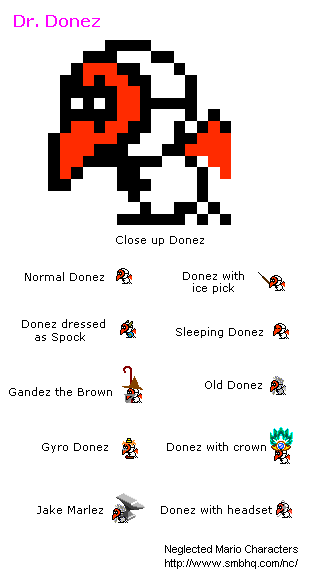 Dr. Donez
Close up Donez
Normal Donez
Donez with
ice pick
Donez dressed
as Spock
Sleeping Donez
Gandez the Brown
Old Donez
Gyro Donez
Donez with crown
Jake Marlez
Donez with headset
Neglected Mario Characters
http://www.smbhq.com/nc/